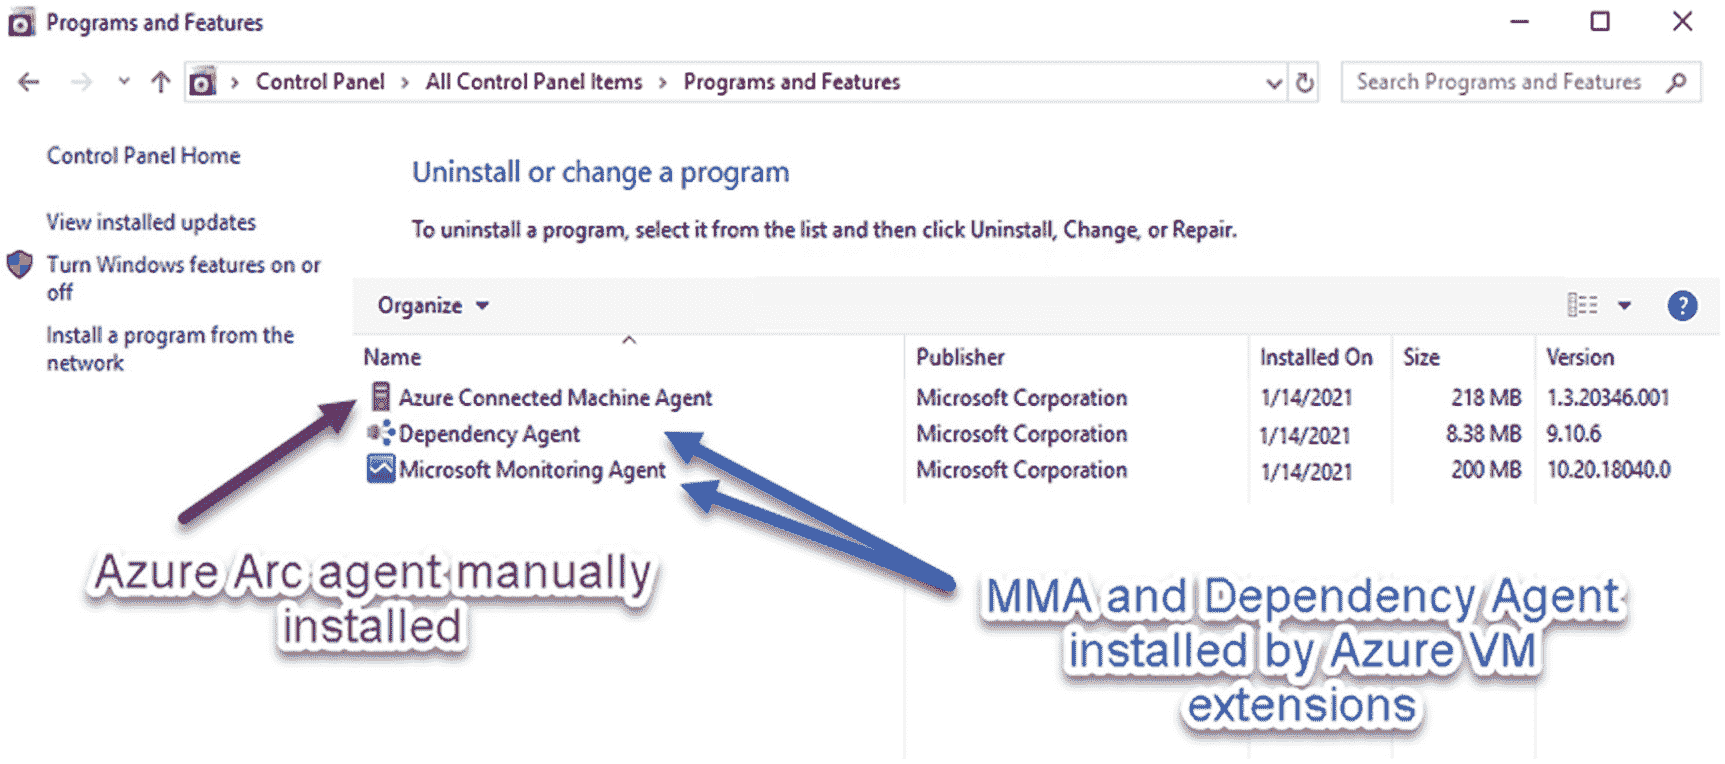 Programs and Features
Control Panel > All Control Panel Items > Programs and Features
Search Programs and Features
Control Panel Home
View installed updates
Turn Windows features on or
off
Install a program from the
network
Uninstall or change a program
To uninstall a program, select it from the list and then click Uninstall, Change, or Repair.
Organize
?
Name Publisher Installed On Size Version
Azure Connected Machine Agent Microsoft Corporation 1/14/2021 218 MB 1.3.20346.001
Dependency Agent Microsoft Corporation 1/14/2021 8.38 MB 9.10.6
Microsoft Monitoring Agent Microsoft Corporation 1/14/2021 200 MB 10.20.18040.0
Azure Arc agent manually
installed
MMA and Dependency Agent
installed by Azure VM
extensions